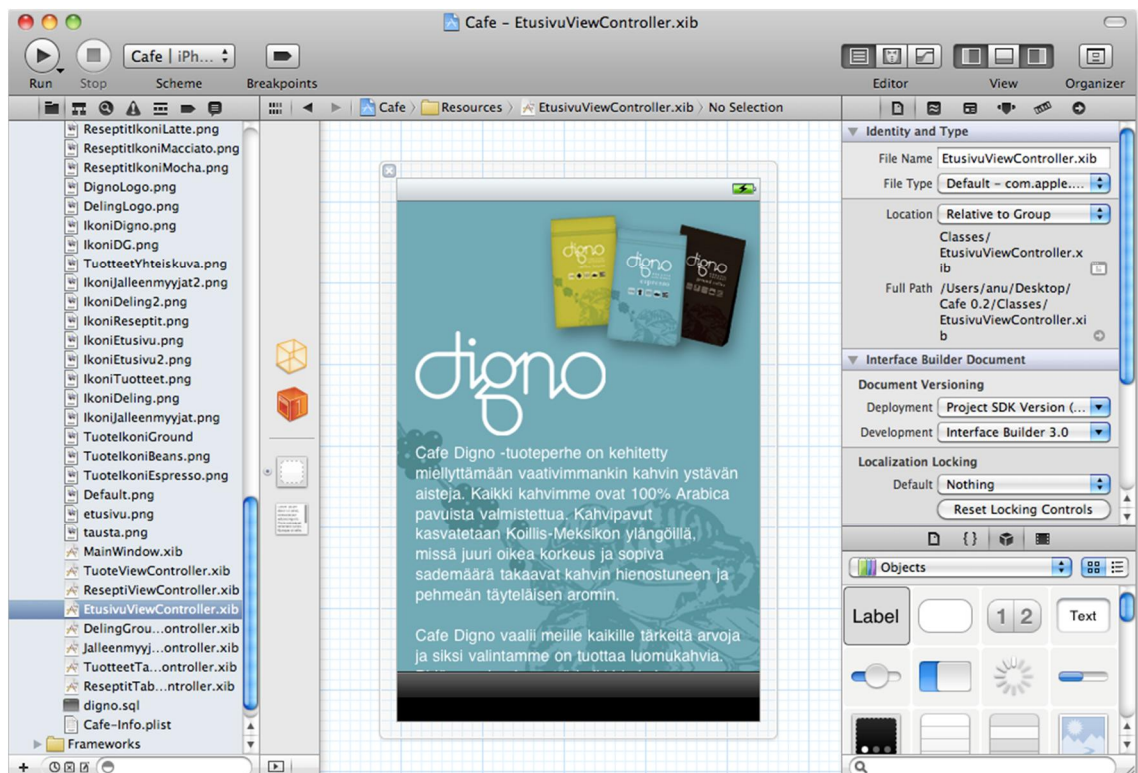 Cafe – EtusivuViewController.xib
Cafe | iPh...
Run
Stop
Scheme
Breakpoints
Editor
View
Organizer
Cafe
Resources
EtusivuViewController.xib
No Selection
ReseptitIkoniLatte.png
ReseptitIkoniMacciato.png
ReseptitIkoniMocha.png
DignoLogo.png
DelingLogo.png
IkoniDigno.png
IkoniDG.png
TuotteetYhteiskuva.png
IkoniJalleenmyyjat2.png
IkoniDeling2.png
IkoniReseptit.png
IkoniEtusivu.png
IkoniEtusivu2.png
IkoniTuotteet.png
IkoniDeling.png
IkoniJalleenmyyjat.png
TuoteIkoniGround
TuoteIkoniBeans.png
TuoteIkoniEspresso.png
Default.png
etusivu.png
tausta.png
MainWindow.xib
TuoteViewController.xib
ReseptiViewController.xib
EtusivuViewController.xib
DelingGrou...ontroller.xib
Jalleenmyyj...ontroller.xib
TuotteetTa...ontroller.xib
ReseptitTab...ntroller.xib
digno.sql
Cafe-Info.plist
Frameworks
digno
digno
digno
digno
Cafe Digno -tuoteperhe on kehitetty
miellyttämään vaativimmankin kahvin ystävän
aisteja. Kaikki kahvimme ovat 100% Arabica
pavuista valmistettua. Kahvipavut
kasvatetaan Koillis-Meksikon ylängöillä,
missä juuri oikea korkeus ja sopiva
sademäärä takaavat kahvin hienostuneen ja
pehmeän täyteläisen aromin.
Cafe Digno vaalii meille kaikille tärkeitä arvoja
ja siksi valintamme on tuottaa luomukahvia.
Identity and Type
File Name EtusivuViewController.xib
File Type Default – com.apple....
Location Relative to Group
Classes/
EtusivuViewController.x
ib
Full Path /Users/anu/Desktop/
Cafe 0.2/Classes/
EtusivuViewController.xi
b
Interface Builder Document
Document Versioning
Deployment Project SDK Version (...
Development Interface Builder 3.0
Localization Locking
Default Nothing
Reset Locking Controls
{ }
Objects
Label
1 2
Text